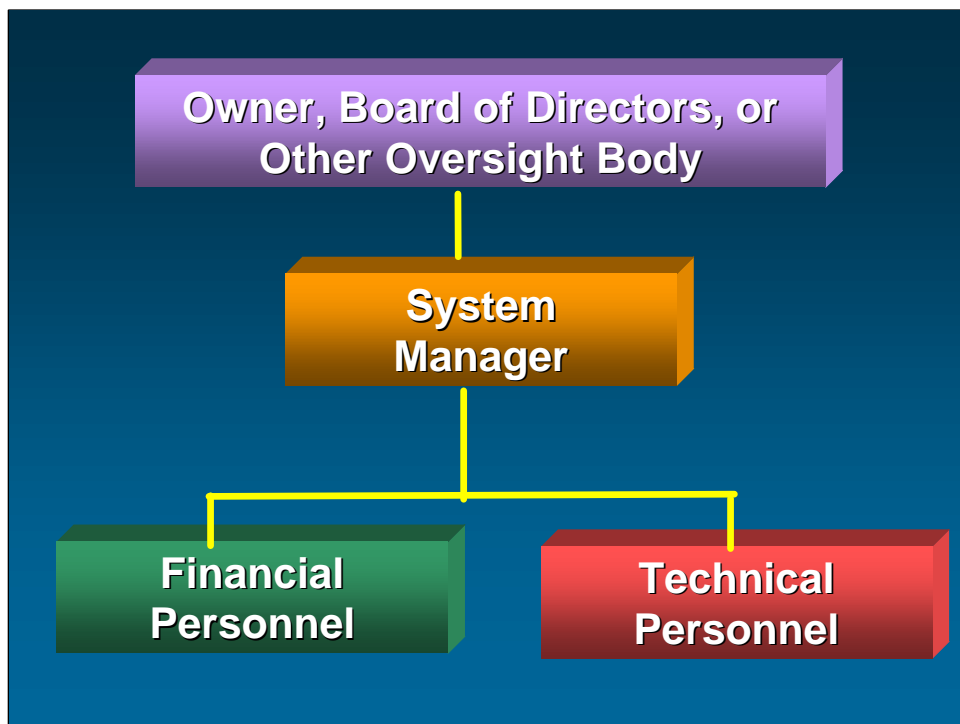 Owner, Board of Directors, or
Other Oversight Body
System
Manager
Financial
Personnel
Technical
Personnel